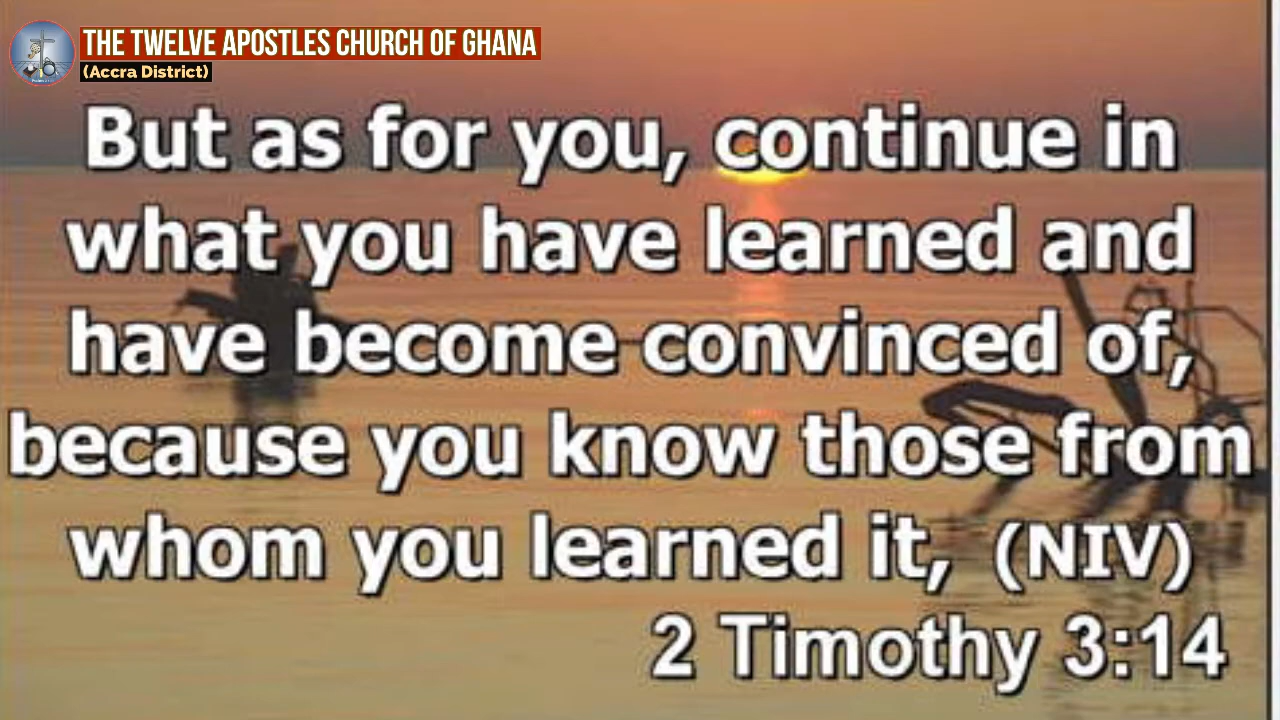 THE TWELVE APOSTLES CHURCH OF GHANA
(Accra District)
But as for you, continue in
what you have learned and
have become convinced of,
because you know those from
whom you learned it, (NIV)
2 Timothy 3:14